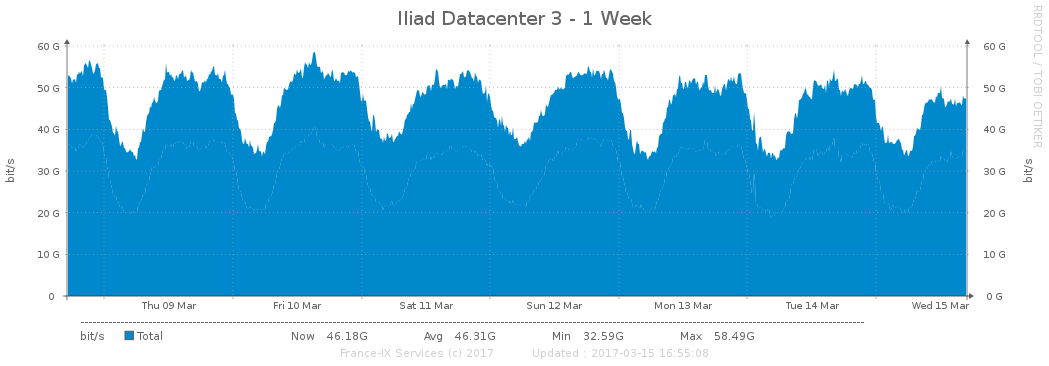 Iliad Datacenter 3 - 1 Week
RRDTOOL / TOBI OETIKER
60 G 60 G
50 G 50 G
40 G 40 G
30 G 30 G
20 G 20 G
10 G 10 G
0 0 G
bit/s bit/s
Thu 09 Mar Fri 10 Mar Sat 11 Mar Sun 12 Mar Mon 13 Mar Tue 14 Mar Wed 15 Mar
bit/s Total Now 46.18G Avg 46.31G Min 32.59G Max 58.49G
France-IX Services (c) 2017 Updated : 2017-03-15 16:55:08